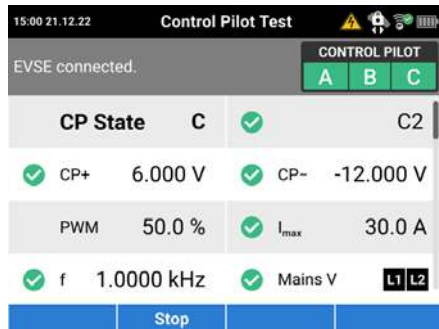 15:00 21.12.22 Control Pilot Test
EVSE connected.
CONTROL PILOT
A B C
CP State C C2
CP+ 6.000 V CP- -12.000 V
PWM 50.0 % Imax 30.0 A
f 1.0000 kHz Mains V L1 L2
Stop